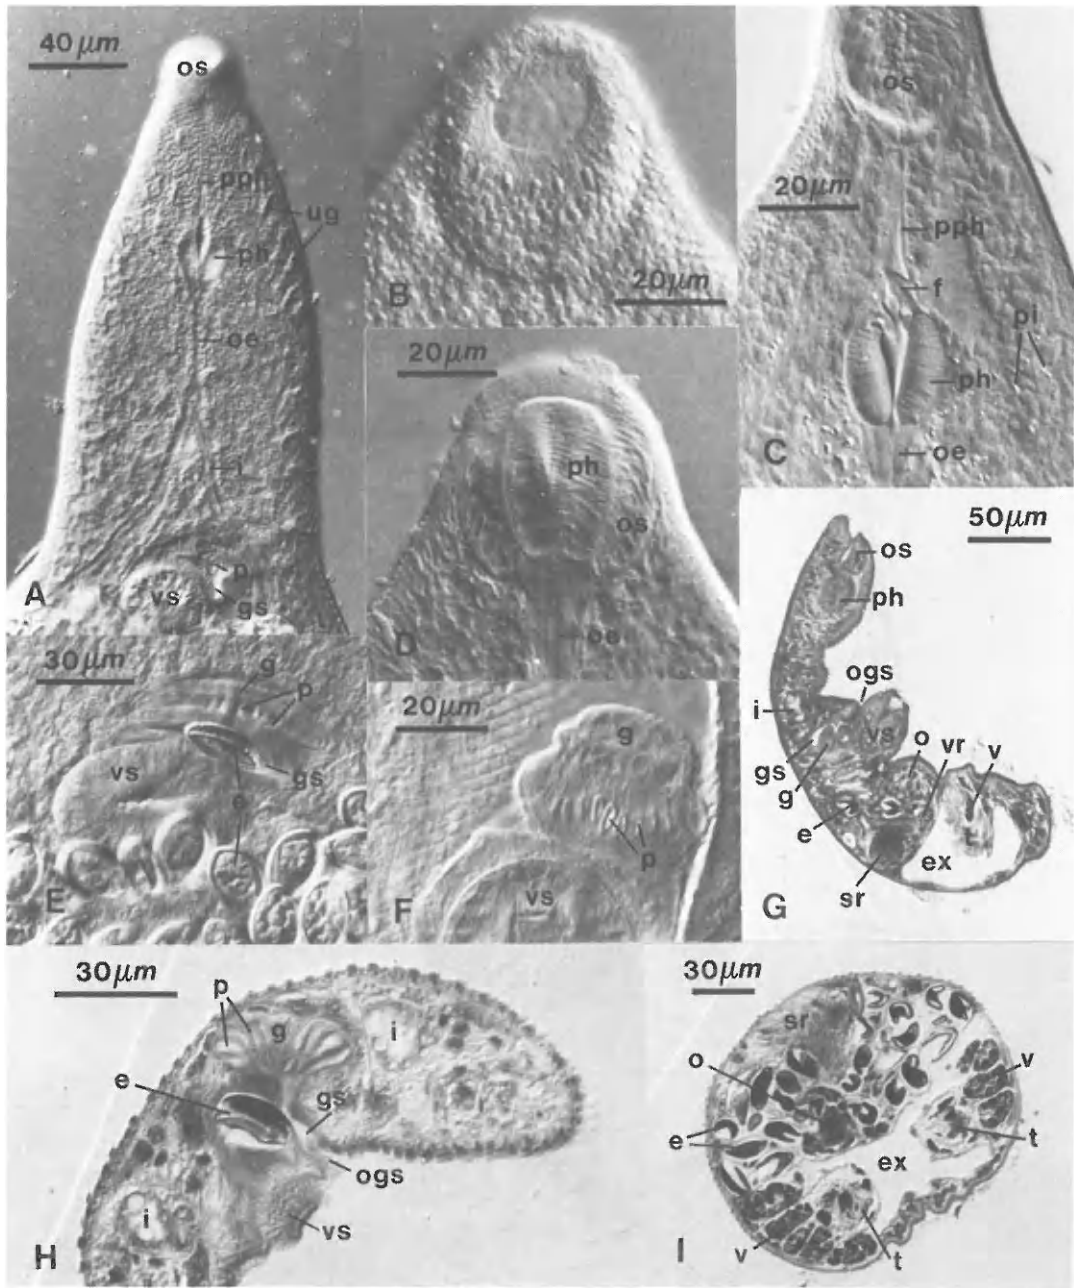 40 μm
os
pph
ug
ph
oe
i
p
vs
gs
A
B
20 μm
os
20 μm
pph
f
pi
ph
C
oe
20 μm
ph
os
D
oe
30 μm
g
p
vs
gs
e
E
20 μm
g
p
vs
F
50 μm
os
ph
ogs
i
vs
o
vr
v
gs
g
t
e
ex
sr
G
30 μm
p
g
i
e
gs
ogs
i
vs
H
30 μm
sr
o
v
e
t
ex
v
t
I